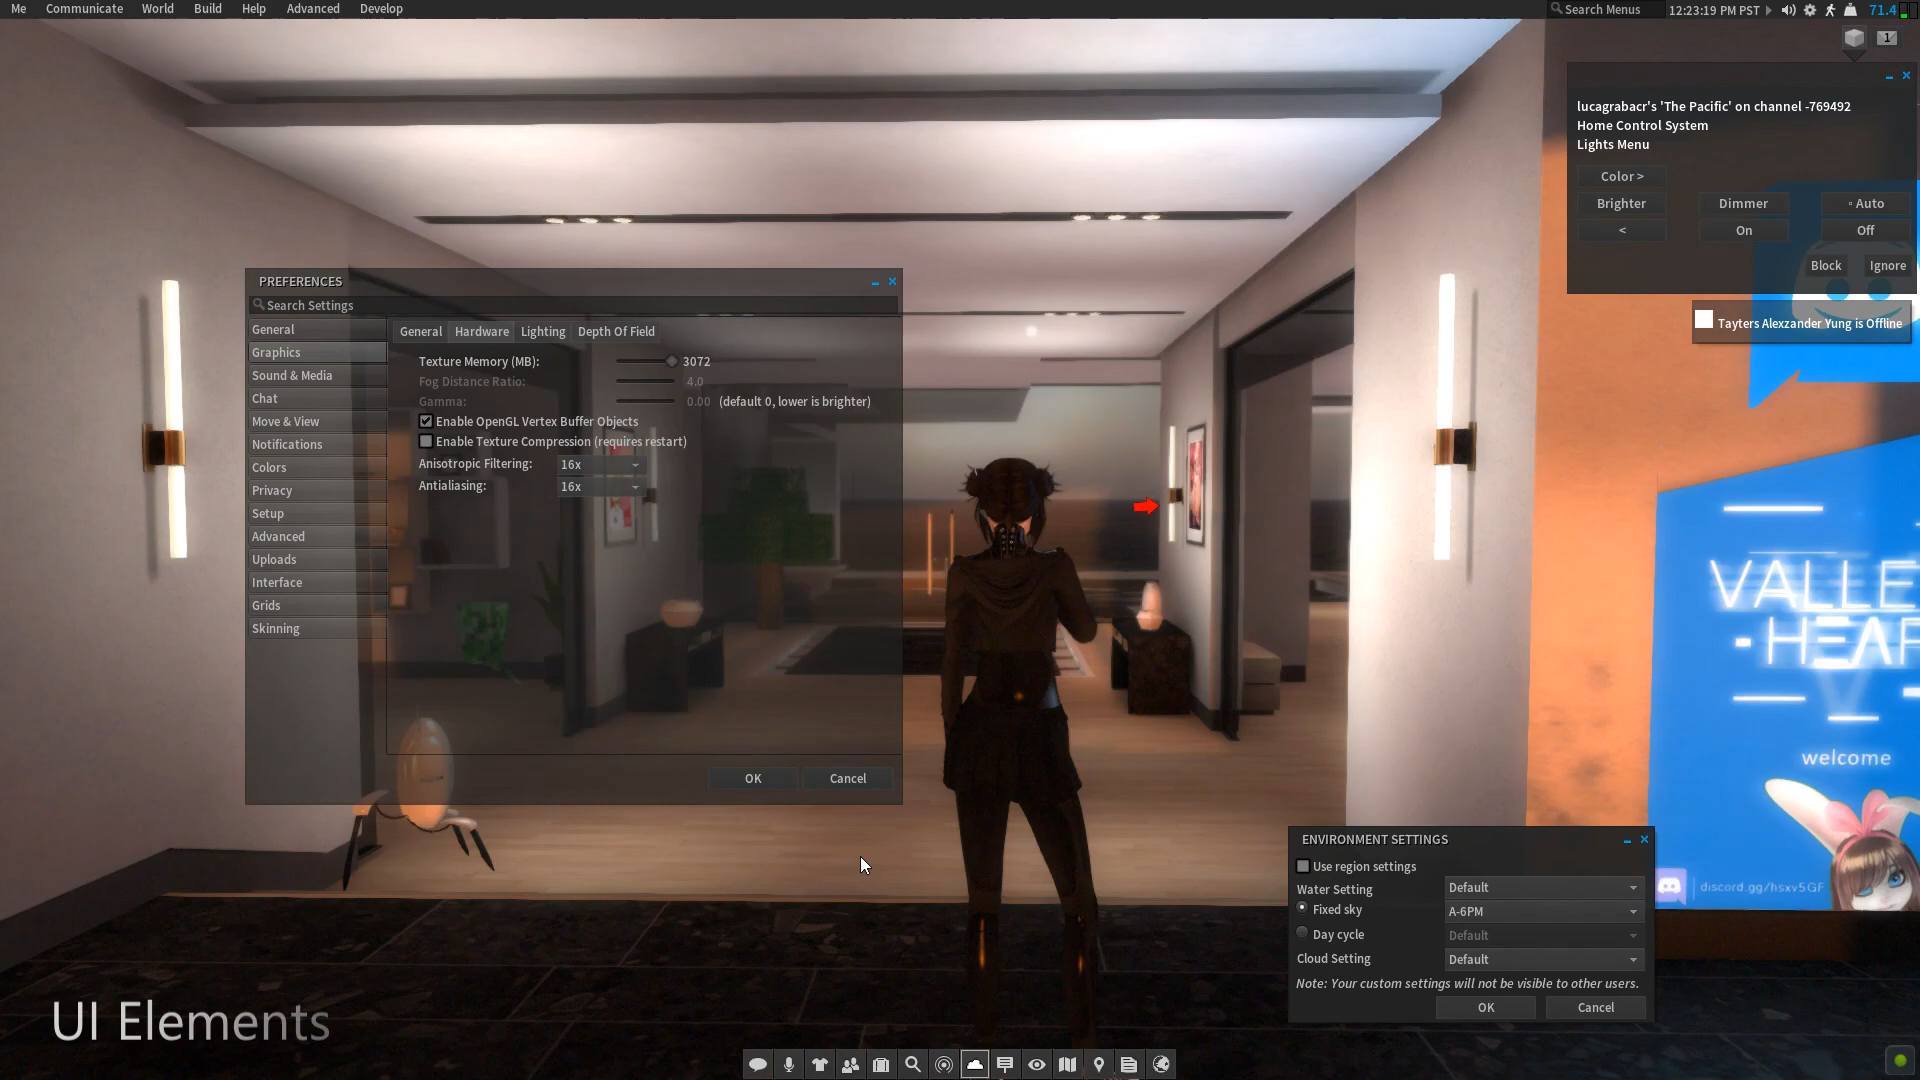 Me Communicate World Build Help Advanced Develop
Search Menus 12:23:19 PM PST 71.4
1
lucagrabacr's 'The Pacific' on channel -769492
Home Control System
Lights Menu
Color >
Brighter Dimmer ▫ Auto
< On Off
Block Ignore
Tayters Alexzander Yung is Offline
PREFERENCES
Search Settings
General
Graphics
Sound & Media
Chat
Move & View
Notifications
Colors
Privacy
Setup
Advanced
Uploads
Interface
Grids
Skinning
General Hardware Lighting Depth Of Field
Texture Memory (MB): 3072
Fog Distance Ratio: 4.0
Gamma: 0.00 (default 0, lower is brighter)
Enable OpenGL Vertex Buffer Objects
Enable Texture Compression (requires restart)
Anisotropic Filtering: 16x
Antialiasing: 16x
OK Cancel
VALLE
HEAR
welcome
discord.gg/hsxv5GF
ENVIRONMENT SETTINGS
Use region settings
Water Setting Default
Fixed sky A-6PM
Day cycle Default
Cloud Setting Default
Note: Your custom settings will not be visible to other users.
OK Cancel
UI Elements